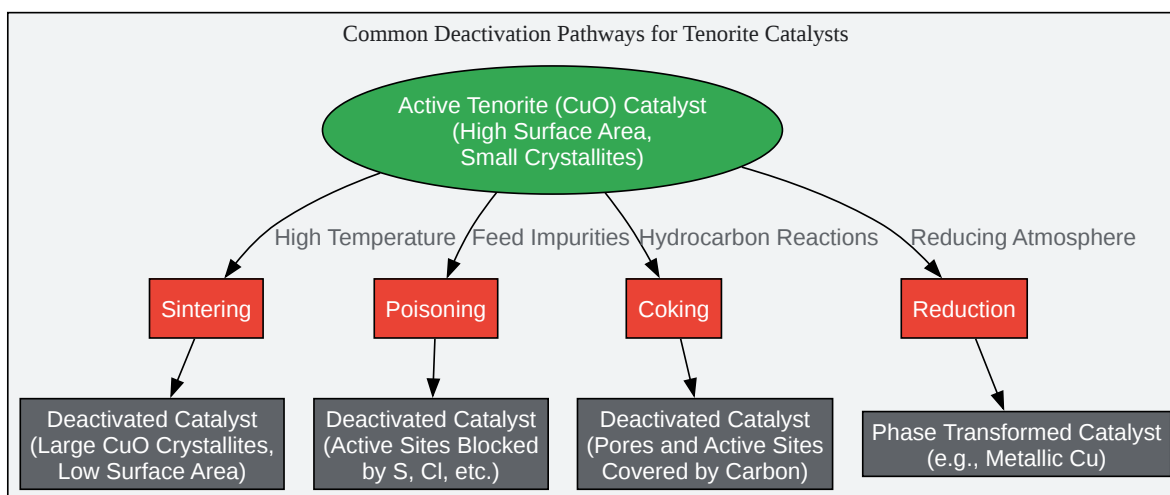 Common Deactivation Pathways for Tenorite Catalysts
Active Tenorite (CuO) Catalyst
(High Surface Area,
Small Crystallites)
High Temperature
Feed Impurities
Hydrocarbon Reactions
Reducing Atmosphere
Sintering
Poisoning
Coking
Reduction
Deactivated Catalyst
(Large CuO Crystallites,
Low Surface Area)
Deactivated Catalyst
(Active Sites Blocked
by S, Cl, etc.)
Deactivated Catalyst
(Pores and Active Sites
Covered by Carbon)
Phase Transformed Catalyst
(e.g., Metallic Cu)